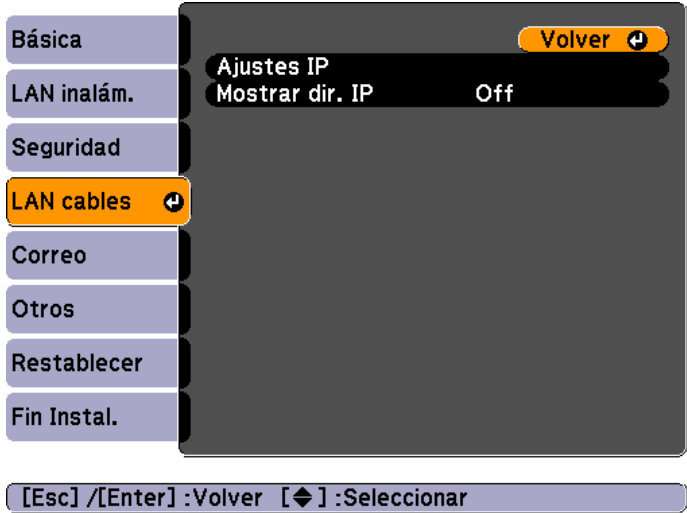 Básica
LAN inalám.
Seguridad
LAN cables
Correo
Otros
Restablecer
Fin Instal.
Volver
Ajustes IP
Mostrar dir. IP Off
[Esc] /[Enter] :Volver [◆] :Seleccionar